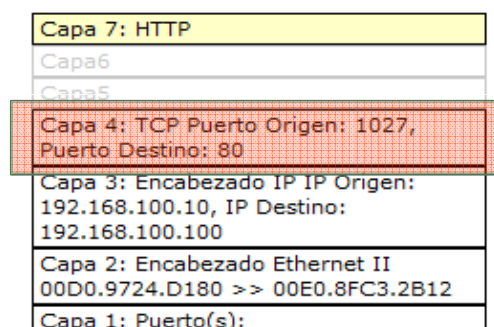 Capa 7: HTTP
Capa6
Capa5
Capa 4: TCP Puerto Origen: 1027,
Puerto Destino: 80
Capa 3: Encabezado IP IP Origen:
192.168.100.10, IP Destino:
192.168.100.100
Capa 2: Encabezado Ethernet II
00D0.9724.D180 >> 00E0.8FC3.2B12
Capa 1: Puerto(s):